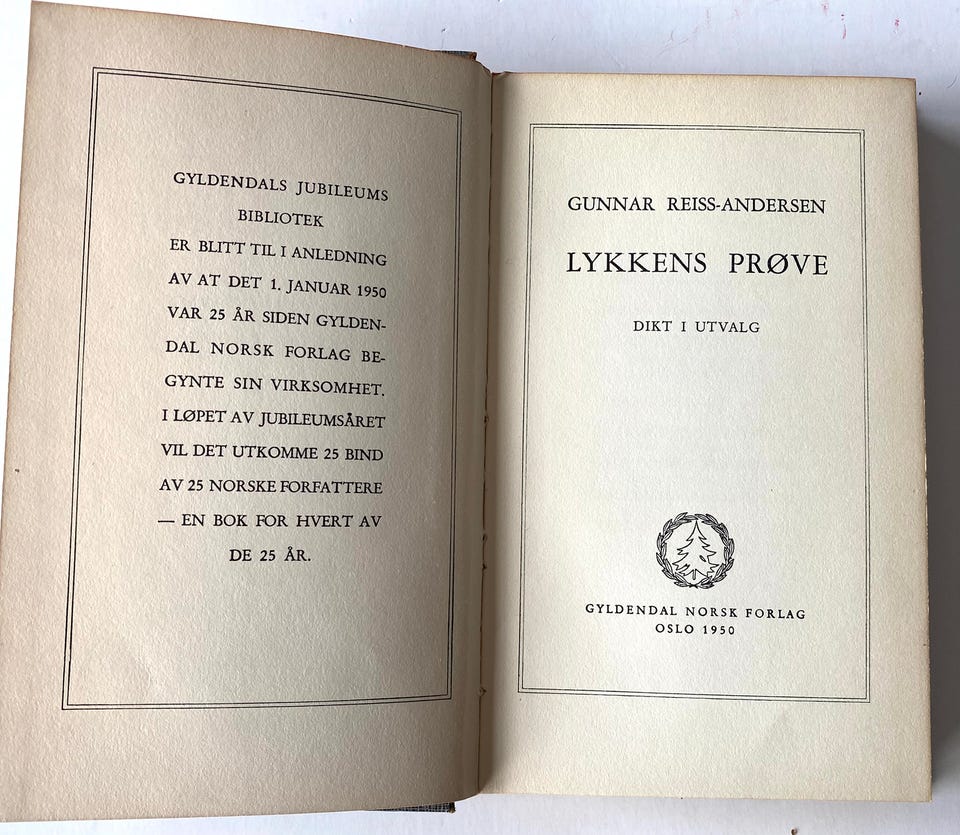 GYLDENDALS JUBILEUMS
BIBLIOTEK
ER BLITT TIL I ANLEDNING
AV AT DET 1. JANUAR 1950
VAR 25 ÅR SIDEN GYLDEN-
DAL NORSK FORLAG BE-
GYNTE SIN VIRKSOMHET.
I LØPET AV JUBILEUMSÅRET
VIL DET UTKOMME 25 BIND
AV 25 NORSKE FORFATTERE
— EN BOK FOR HVERT AV
DE 25 ÅR.
GUNNAR REISS-ANDERSEN
LYKKENS PRØVE
DIKT I UTVALG
GYLDENDAL NORSK FORLAG
OSLO 1950